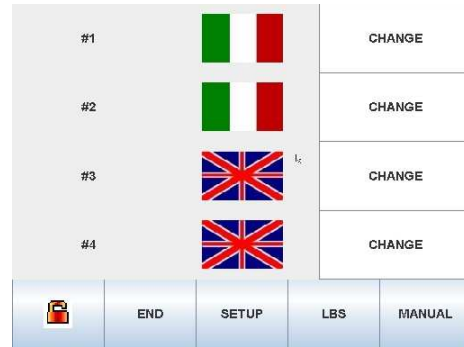 #1 CHANGE
#2 CHANGE
#3 CHANGE
#4 CHANGE
END SETUP LBS MANUAL